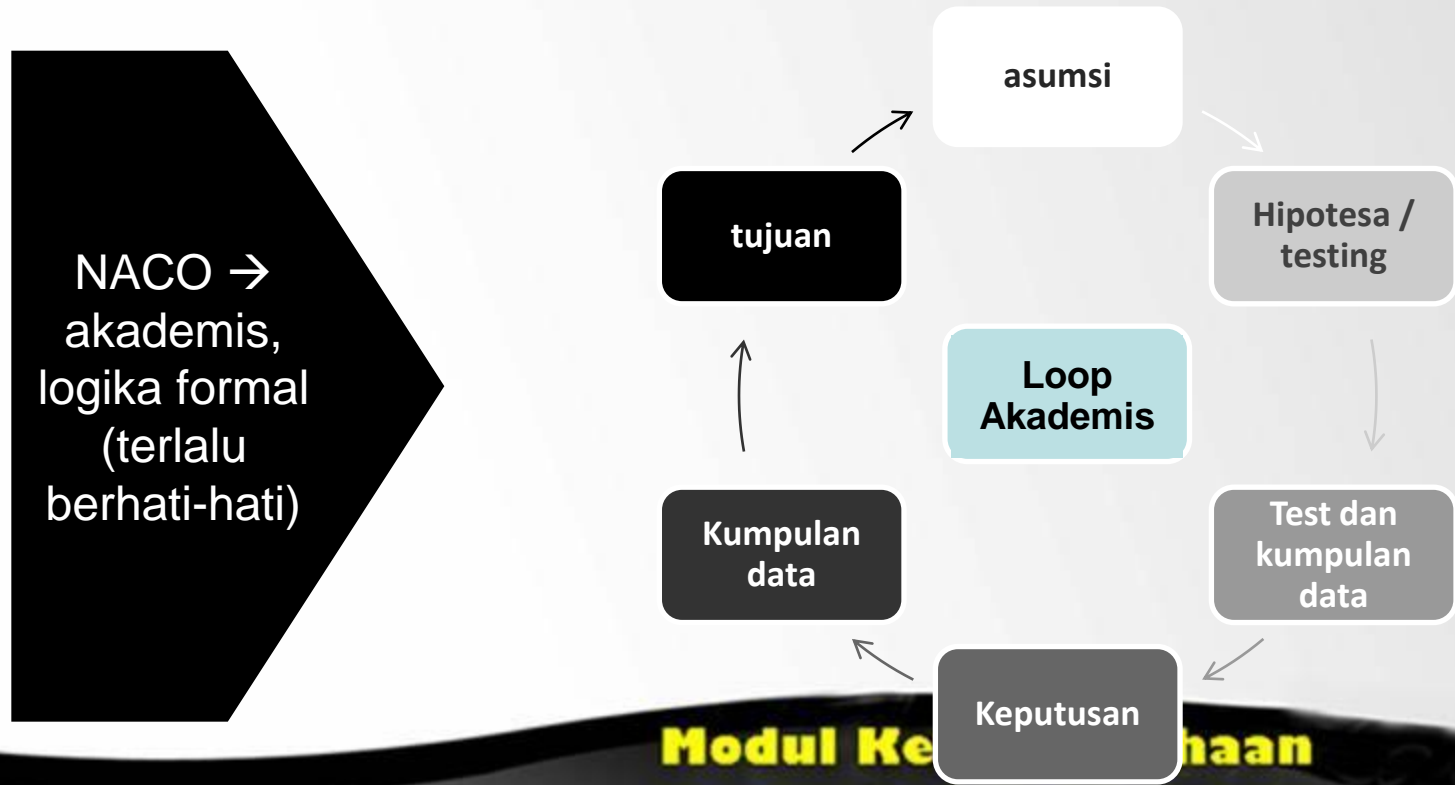 NACO →
akademis,
logika formal
(terlalu
berhati-hati)
asumsi
Hipotesa /
testing
Test dan
kumpulan
data
Keputusan
Kumpulan
data
tujuan
Loop
Akademis
Modul Ke
haan